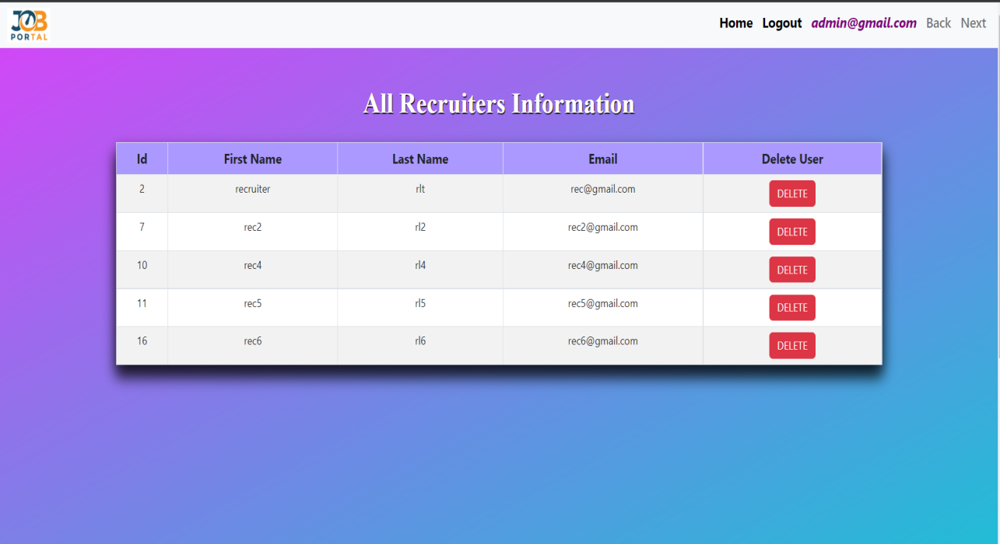 JOB
PORTAL
Home Logout admin@gmail.com Back Next
All Recruiters Information
Id First Name Last Name Email Delete User
2 recruiter rlt rec@gmail.com DELETE
7 rec2 rl2 rec2@gmail.com DELETE
10 rec4 rl4 rec4@gmail.com DELETE
11 rec5 rl5 rec5@gmail.com DELETE
16 rec6 rl6 rec6@gmail.com DELETE